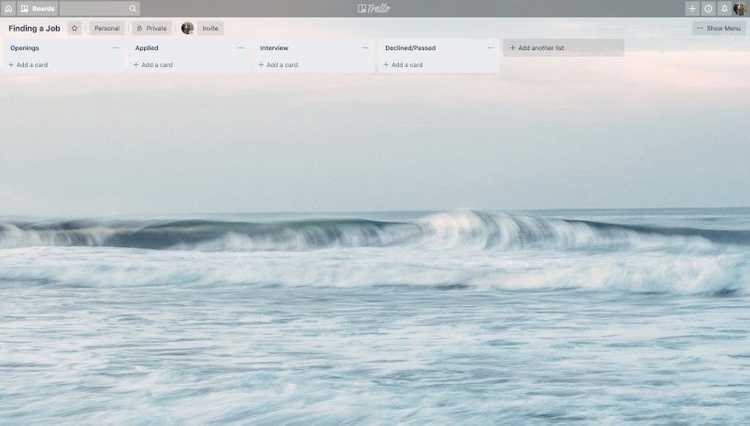 Boards
Trello
Finding a Job
Personal
Private
Invite
Show Menu
Openings
Applied
Interview
Declined/Passed
Add another list
Add a card
Add a card
Add a card
Add a card